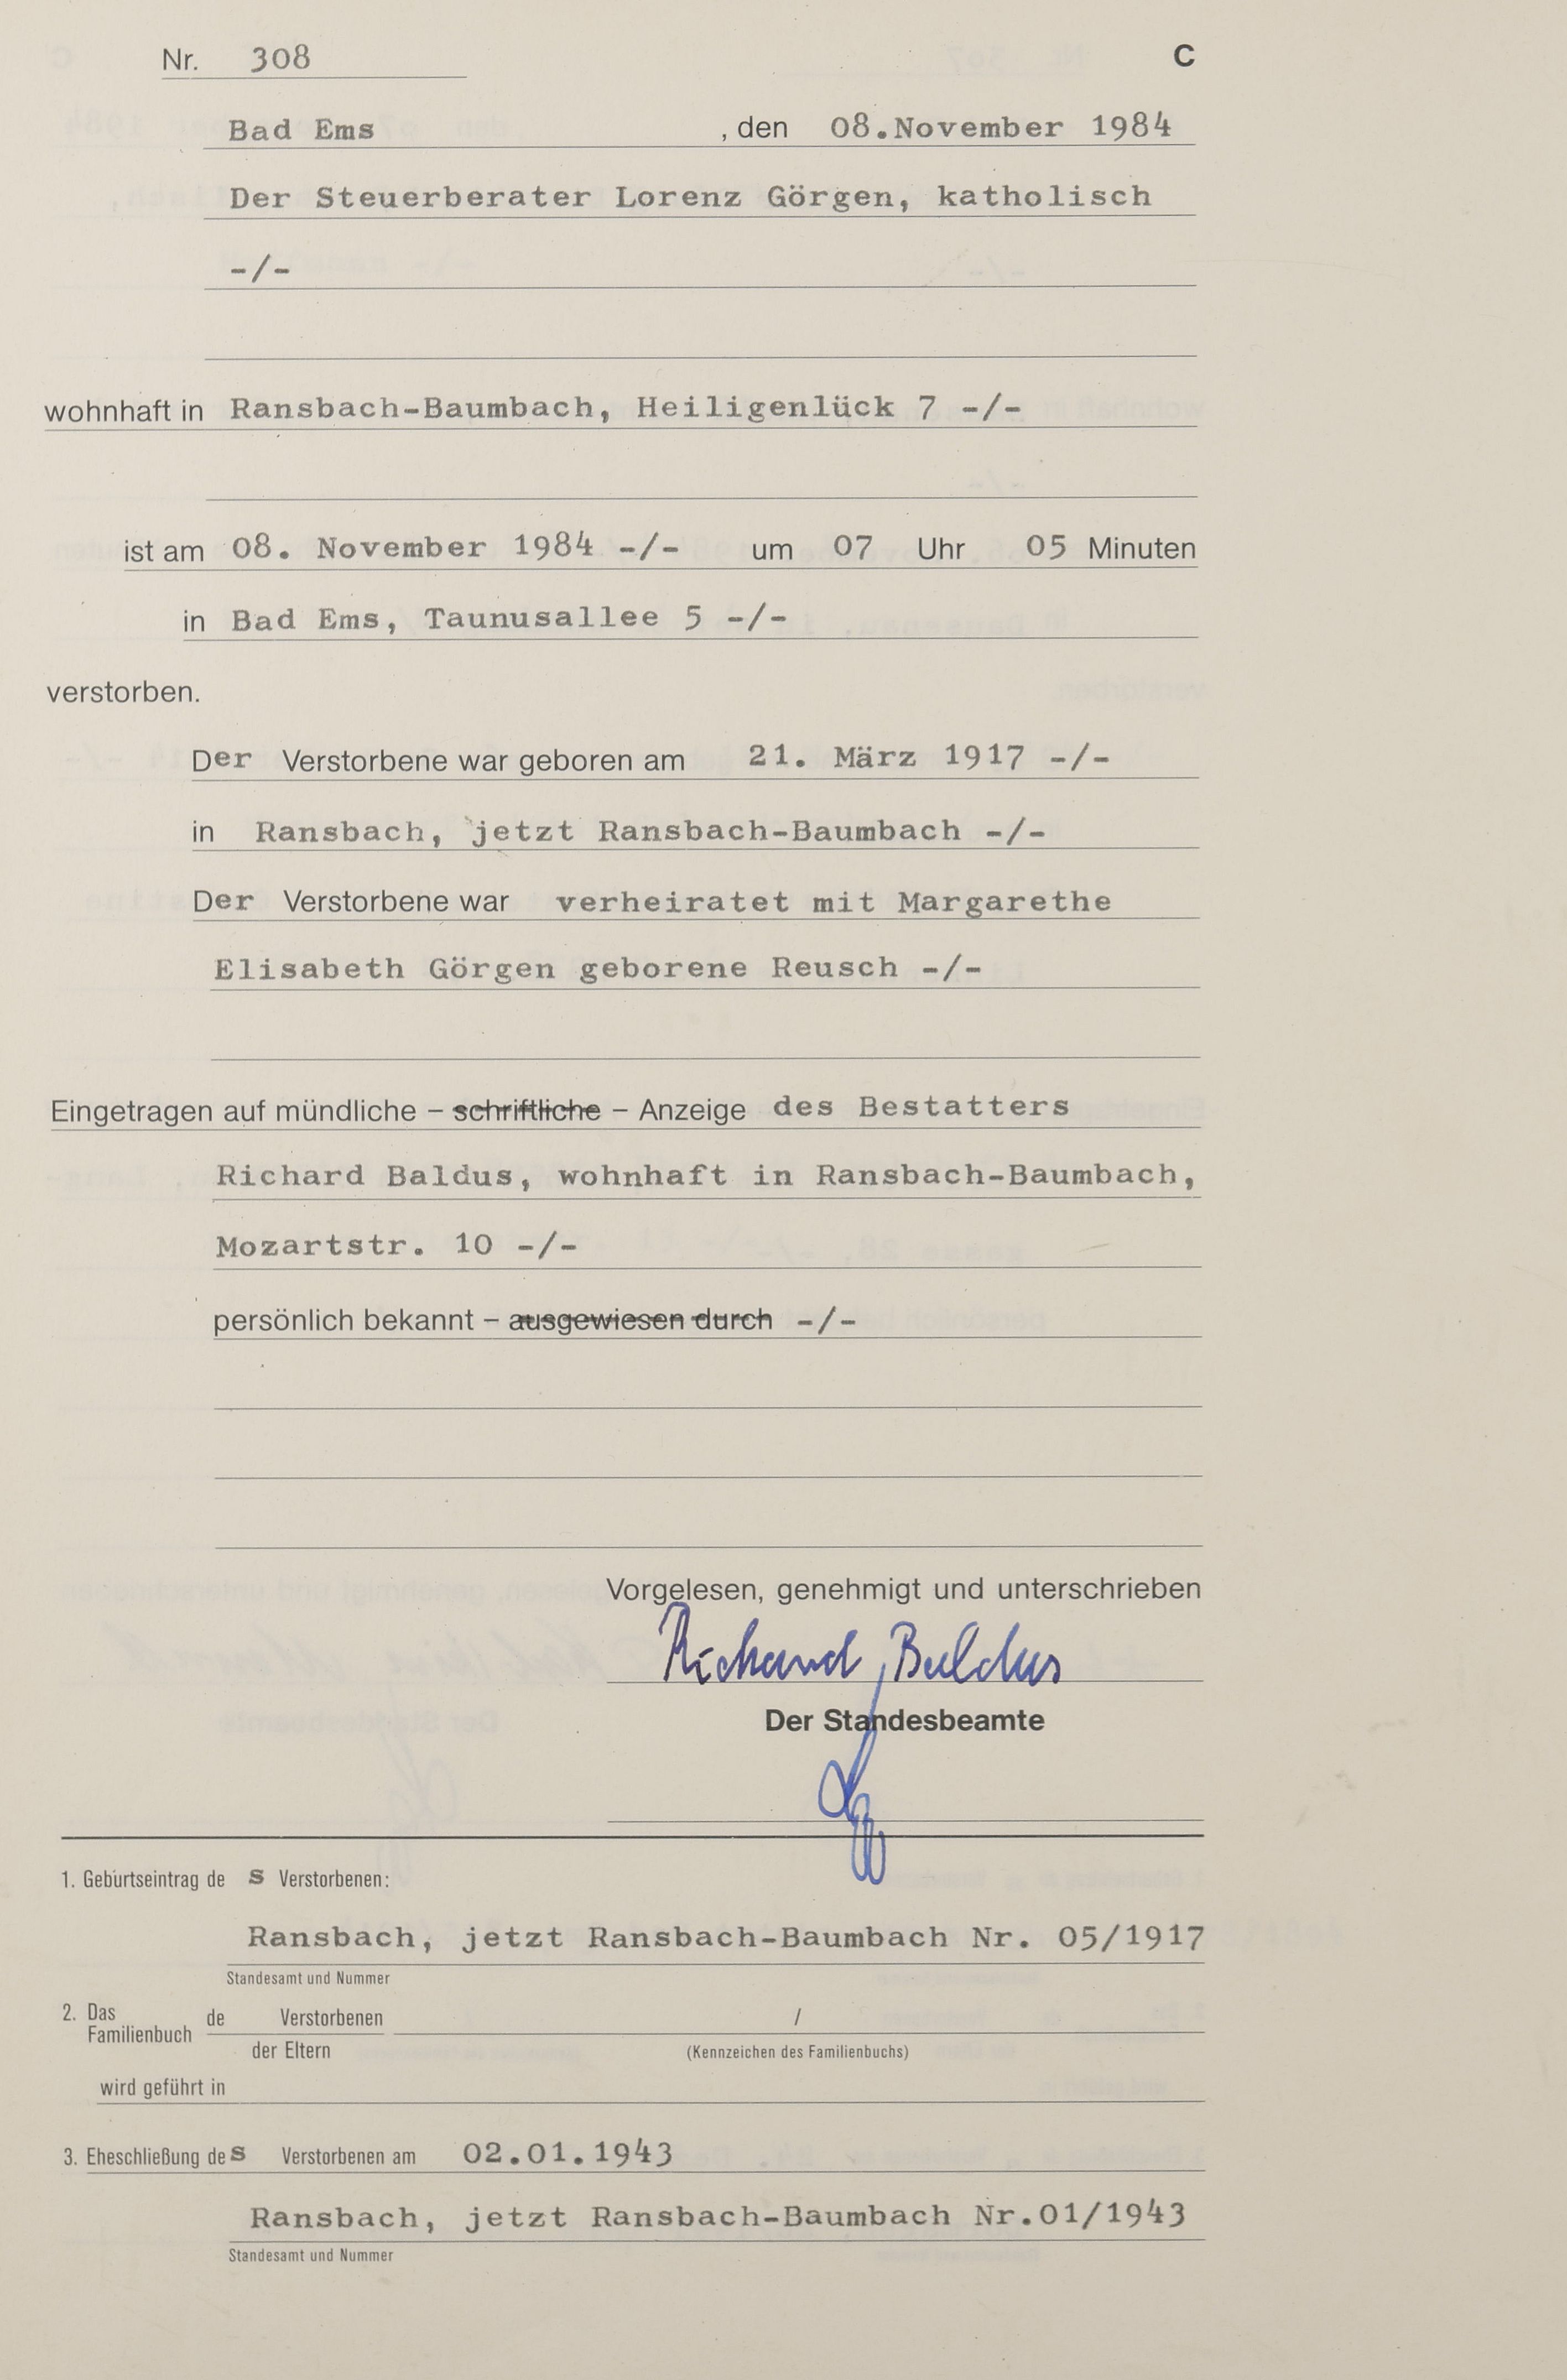 Nr. 308 C
Bad Ems , den 08.November 1984
Der Steuerberater Lorenz Görgen, katholisch
-/-
wohnhaft in Ransbach-Baumbach, Heiligenlück 7 -/-
ist am 08. November 1984 -/- um 07 Uhr 05 Minuten
in Bad Ems, Taunusallee 5 -/-
verstorben.
Der Verstorbene war geboren am 21. März 1917 -/-
in Ransbach, jetzt Ransbach-Baumbach -/-
Der Verstorbene war verheiratet mit Margarethe
Elisabeth Görgen geborene Reusch -/-
Eingetragen auf mündliche – schriftliche – Anzeige des Bestatters
Richard Baldus, wohnhaft in Ransbach-Baumbach,
Mozartstr. 10 -/-
persönlich bekannt – ausgewiesen durch -/-
Vorgelesen, genehmigt und unterschrieben
Richard Baldus
Der Standesbeamte
1. Geburtseintrag de s Verstorbenen:
Ransbach, jetzt Ransbach-Baumbach Nr. 05/1917
Standesamt und Nummer
2. Das Familienbuch de Verstorbenen /
der Eltern (Kennzeichen des Familienbuchs)
wird geführt in
3. Eheschließung des Verstorbenen am 02.01.1943
Ransbach, jetzt Ransbach-Baumbach Nr.01/1943
Standesamt und Nummer